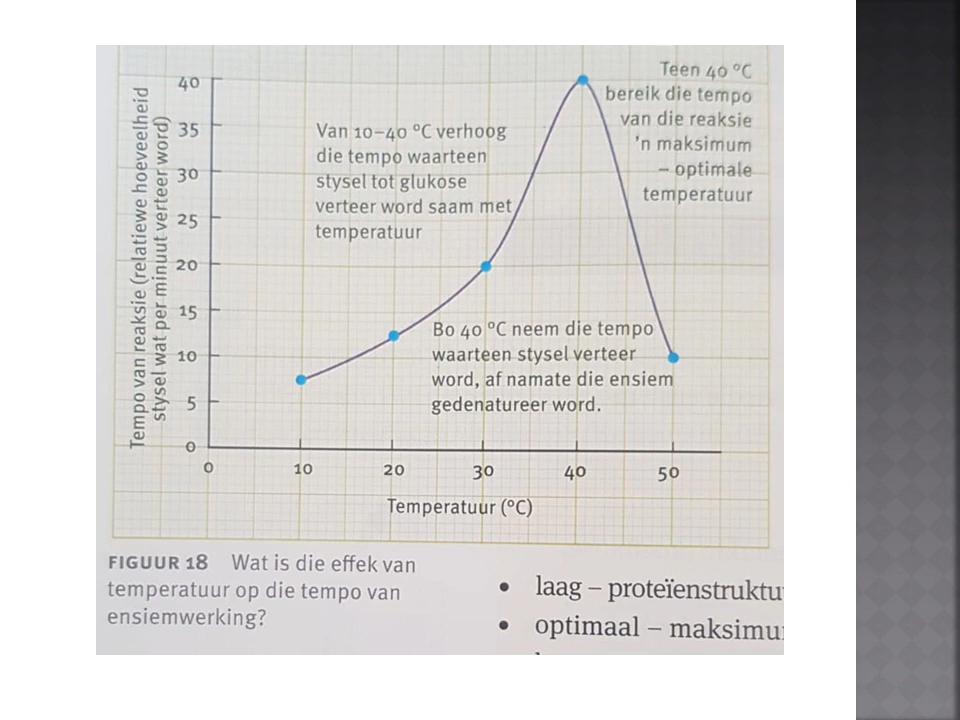 Tempo van reaksie (relatiewe hoeveelheid
stysel wat per minuut verteer word)
40
35
30
25
20
15
10
5
0
Van 10–40 °C verhoog
die tempo waarteen
stysel tot glukose
verteer word saam met
temperatuur
Teen 40 °C
bereik die tempo
van die reaksie
'n maksimum
– optimale
temperatuur
Bo 40 °C neem die tempo
waarteen stysel verteer
word, af namate die ensiem
gedenatureer word.
0 10 20 30 40 50
Temperatuur (°C)
FIGUUR 18 Wat is die effek van
temperatuur op die tempo van
ensiemwerking?
• laag – proteïenstruktu
• optimaal – maksimu